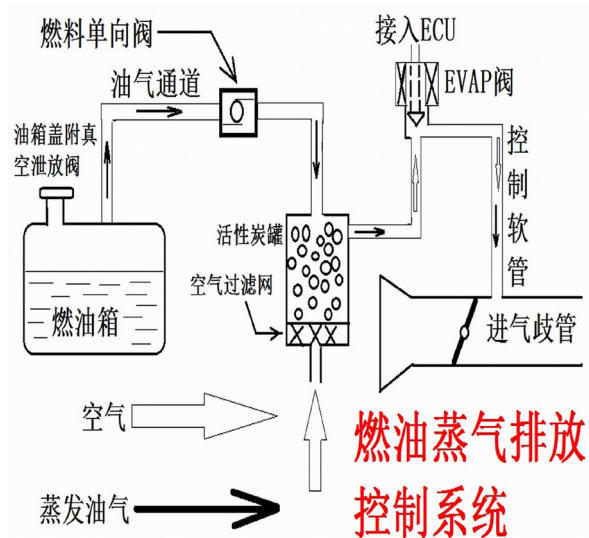 燃料单向阀
接入ECU
油气通道
EVAP阀
油箱盖附真
空泄放阀
控制软管
活性炭罐
空气过滤网
燃油箱
进气歧管
空气
蒸发油气
燃油蒸气排放
控制系统